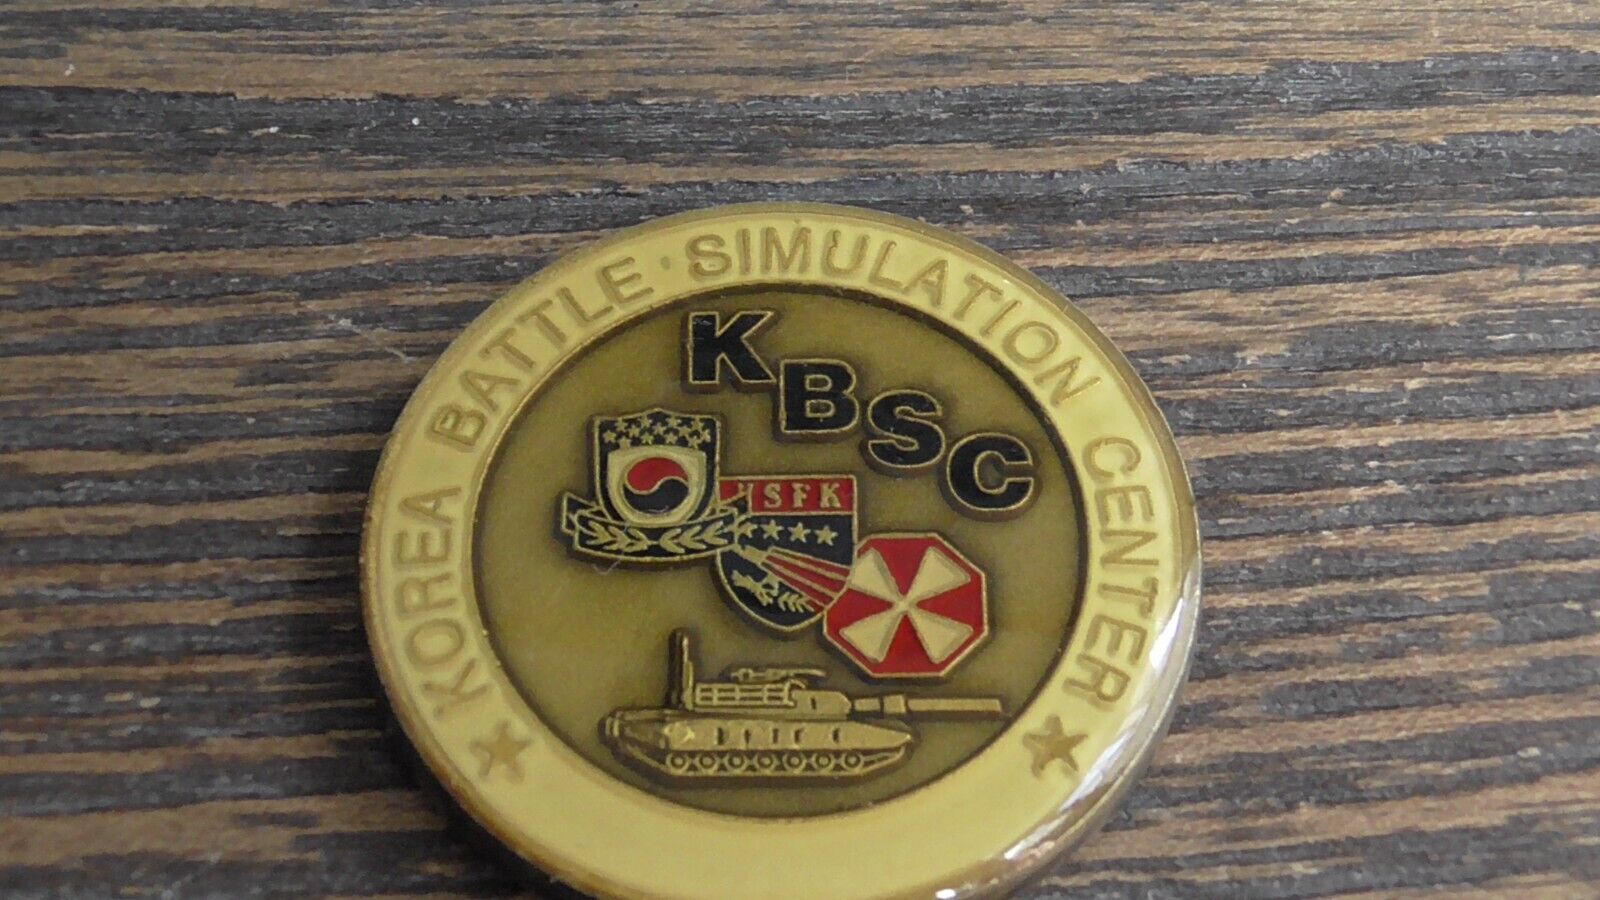 KOREA BATTLE · SIMULATION CENTER
KBSC
USFK